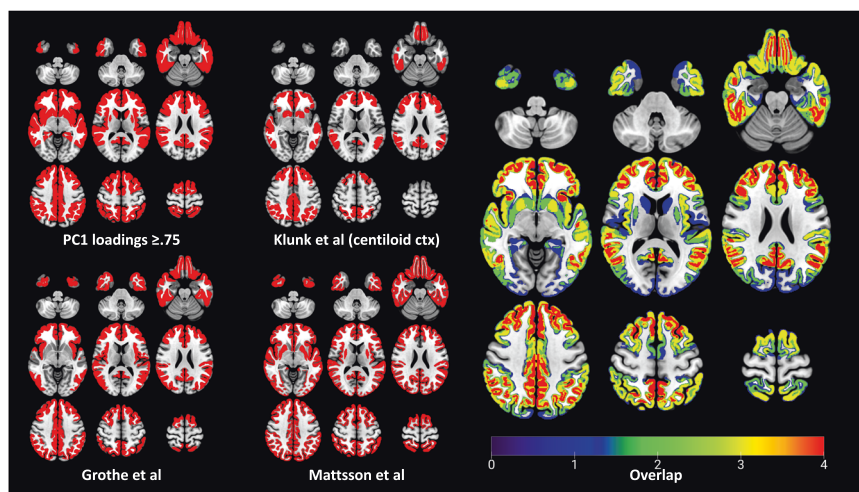 PC1 loadings ≥.75
Klunk et al (centiloid ctx)
Grothe et al
Mattsson et al
0 1 2 3 4
Overlap